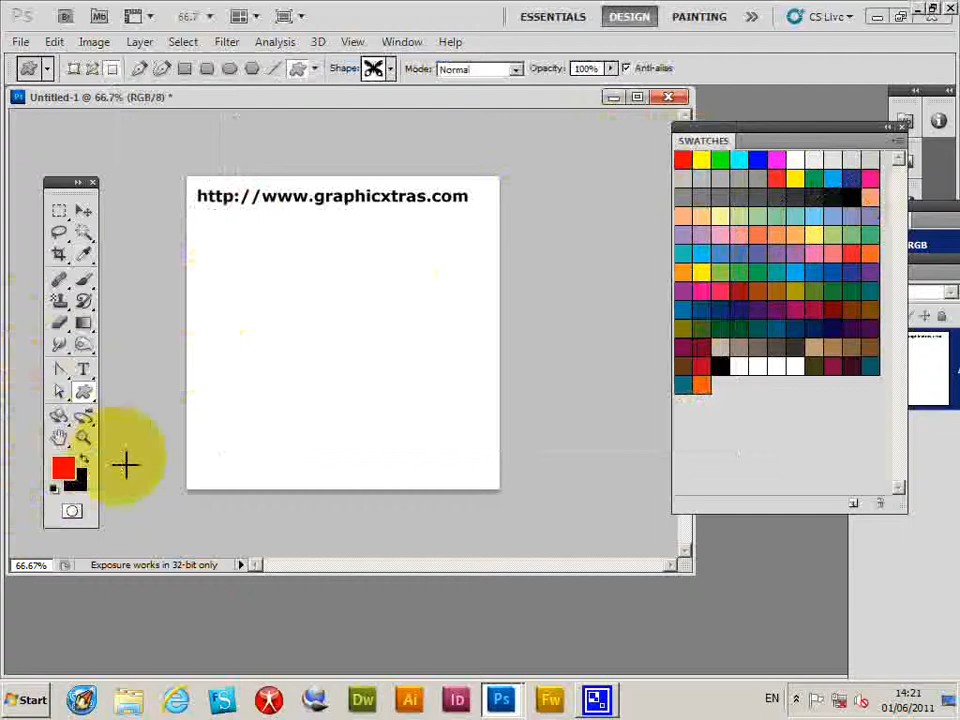 Ps
Br
Mb
66.7
ESSENTIALS
DESIGN
PAINTING
CS Live
File Edit Image Layer Select Filter Analysis 3D View Window Help
Shape:
Mode: Normal
Opacity: 100%
Anti-alias
Untitled-1 @ 66.7% (RGB/8) *
SWATCHES
http://www.graphicxtras.com
RGB
T
66.67%
Exposure works in 32-bit only
Start
Dw
Ai
Id
Ps
Fw
EN
14:21
01/06/2011